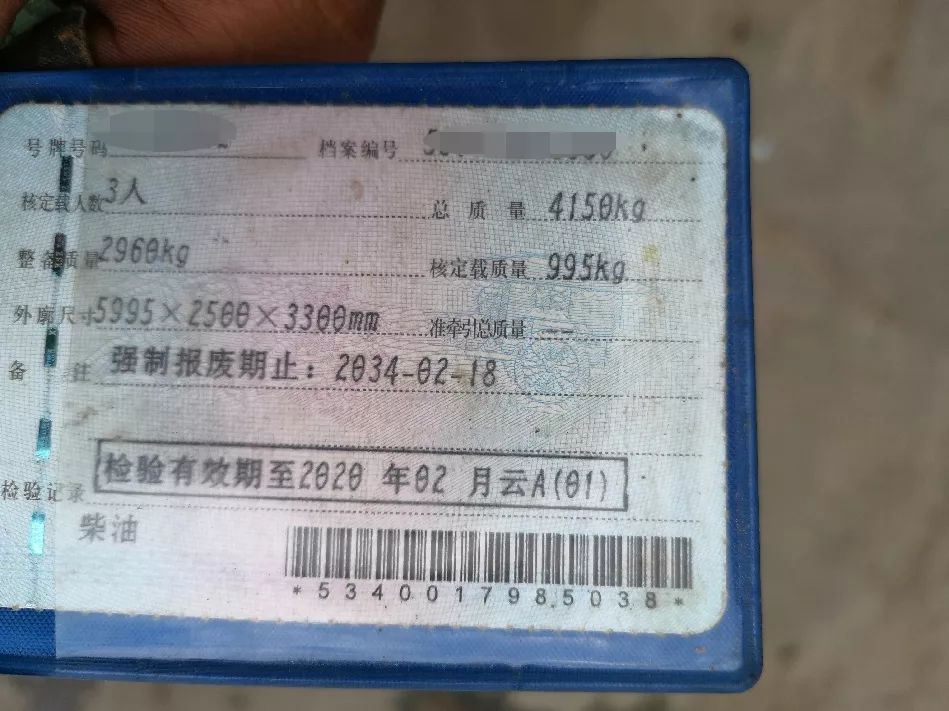 号牌号码 档案编号
核定载人数 3人 总质量 4150kg
整备质量 2960kg 核定载质量 995kg
外廓尺寸 5995×2500×3300mm 准牵引总质量 --
备注 强制报废期止：2034-02-18
检验记录 检验有效期至2020年02月云A(01)
柴油
*5340017985038*